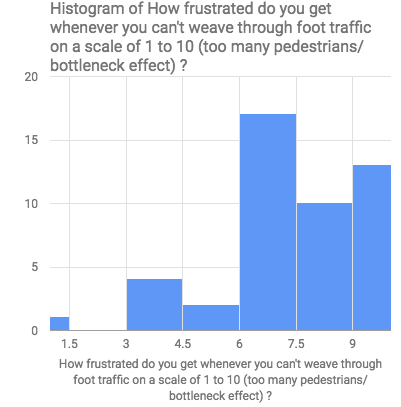 Histogram of How frustrated do you get
whenever you can't weave through foot traffic
on a scale of 1 to 10 (too many pedestrians/
bottleneck effect) ?
20
15
10
5
0
1.5 3 4.5 6 7.5 9
How frustrated do you get whenever you can't weave through
foot traffic on a scale of 1 to 10 (too many pedestrians/
bottleneck effect) ?